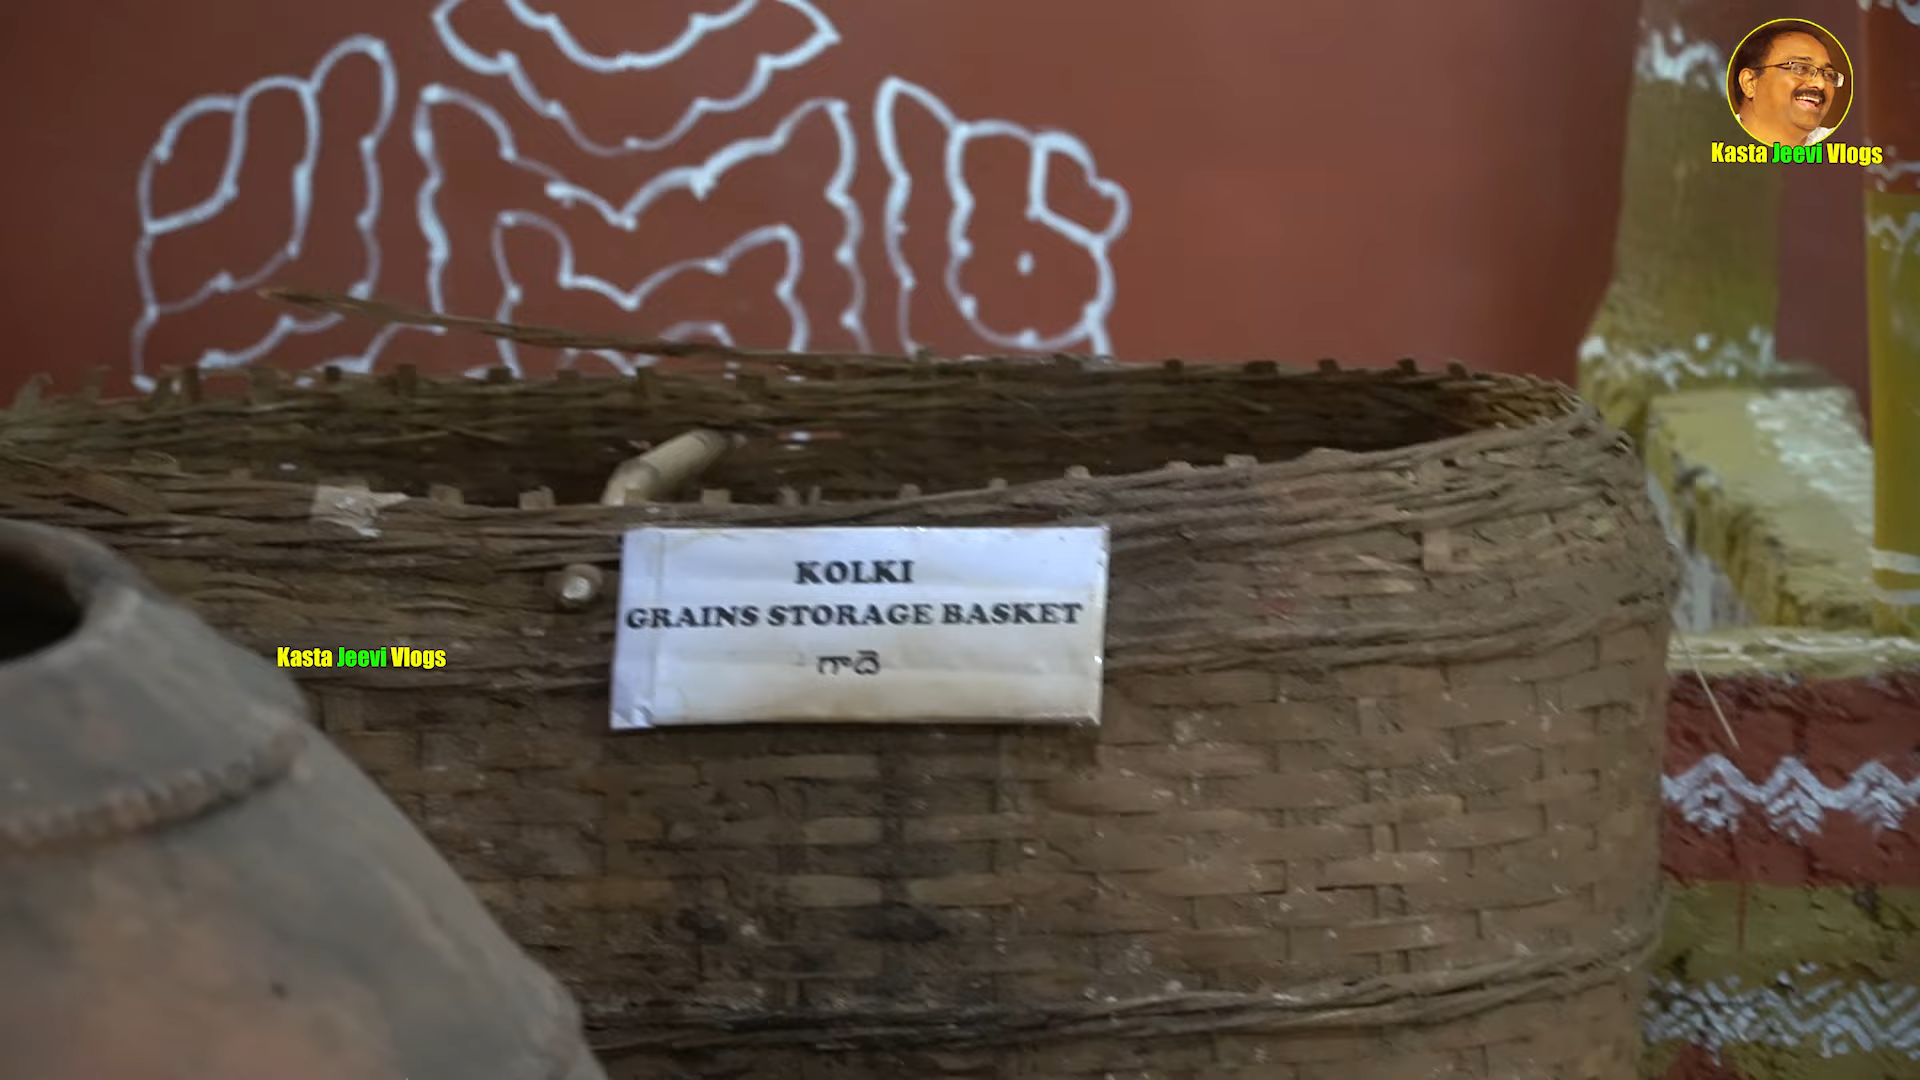 Kasta Jeevi Vlogs
KOLKI
GRAINS STORAGE BASKET
గాదె
Kasta Jeevi Vlogs